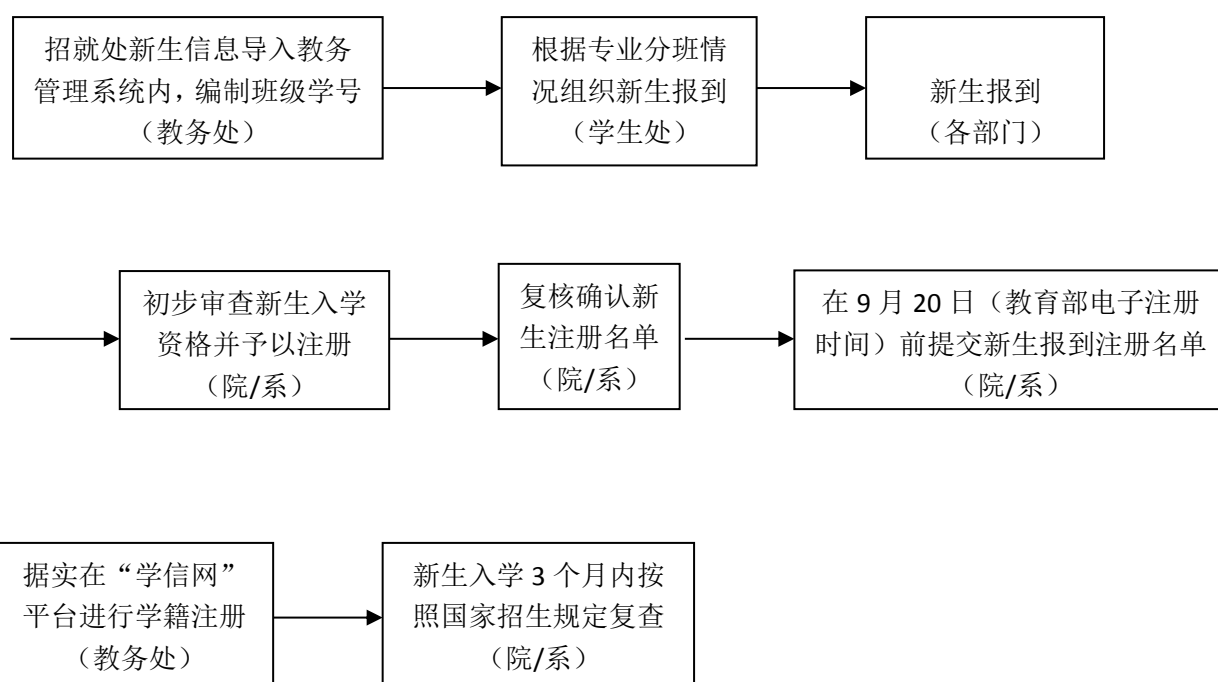 招就处新生信息导入教务
管理系统内，编制班级学号
（教务处）
根据专业分班情
况组织新生报到
（学生处）
新生报到
（各部门）
初步审查新生入学
资格并予以注册
（院/系）
复核确认新
生注册名单
（院/系）
在 9 月 20 日（教育部电子注册
时间）前提交新生报到注册名单
（院/系）
据实在“学信网”
平台进行学籍注册
（教务处）
新生入学 3 个月内按
照国家招生规定复查
（院/系）